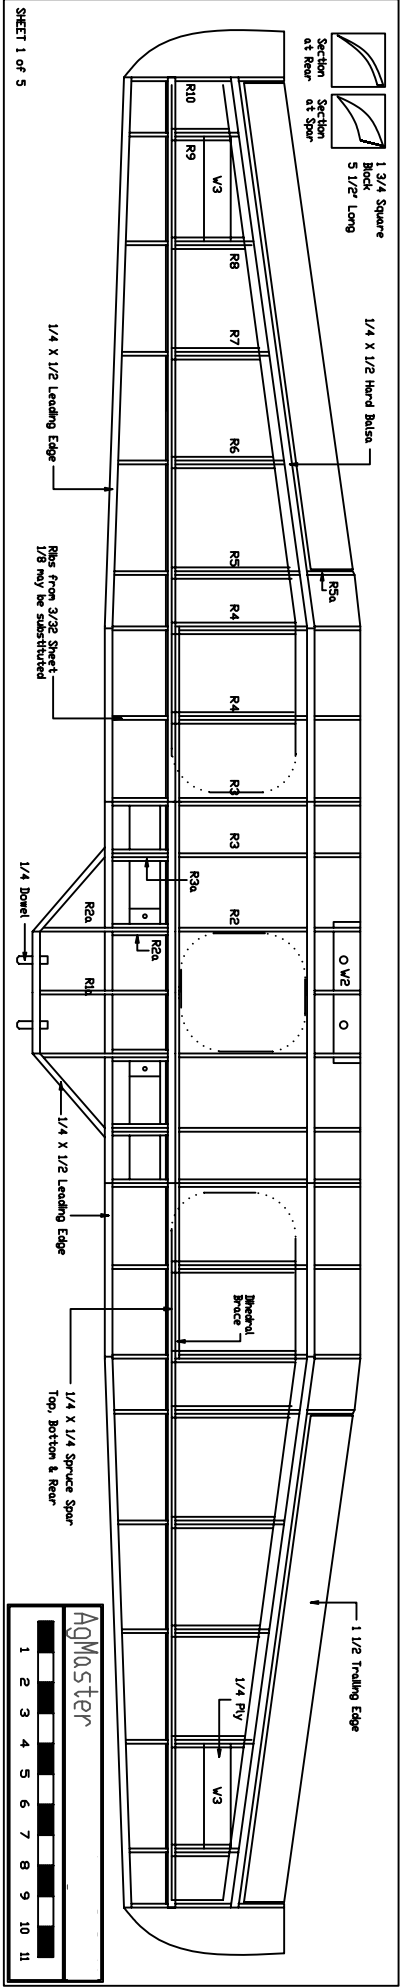 SHEET 1 of 5
Section
at Rear
Section
at Spar
1 3/4 Square
Block
5 1/2" Long
R10
R9
W3
R8
R7
R6
R5
R4
R4
R3
R3
R2
1/4 X 1/2 Hard Balsa
R5a
1/4 X 1/2 Leading Edge
Ribs from 3/32 Sheet
1/8 may be substituted
R3a
R2a
R2a
R1a
W2
1/4 Dowel
1/4 X 1/2 Leading Edge
Dihedral
Brace
1/4 X 1/4 Spruce Spar
Top, Bottom & Rear
1 1/2 Trailing Edge
1/4 Ply
W3
AgMaster
1 2 3 4 5 6 7 8 9 10 11